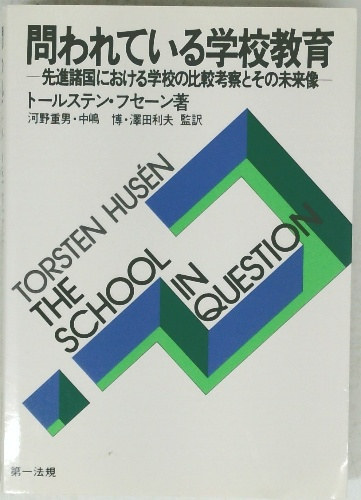 問われている学校教育
―先進諸国における学校の比較考察とその未来像―
トールステン・フセーン著
河野重男・中嶋 博・澤田利夫 監訳
TORSTEN HUSÉN
THE
SCHOOL
IN
QUESTION
第一法規